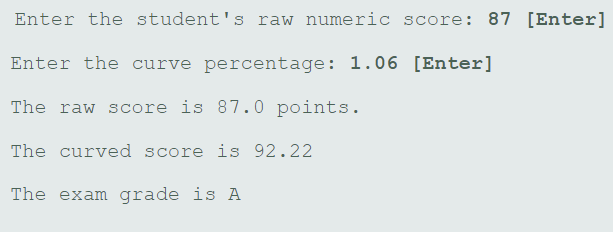 Enter the student's raw numeric score: 87 [Enter]
Enter the curve percentage: 1.06 [Enter]
The raw score is 87.0 points.
The curved score is 92.22
The exam grade is A